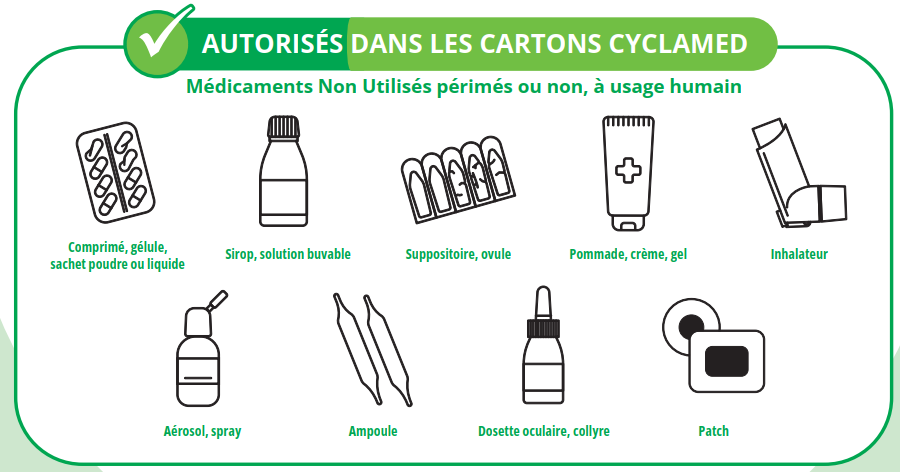 AUTORISÉS DANS LES CARTONS CYCLAMED
Médicaments Non Utilisés périmés ou non, à usage humain
Comprimé, gélule,
sachet poudre ou liquide
Sirop, solution buvable
Suppositoire, ovule
Pommade, crème, gel
Inhalateur
Aérosol, spray
Ampoule
Dosette oculaire, collyre
Patch